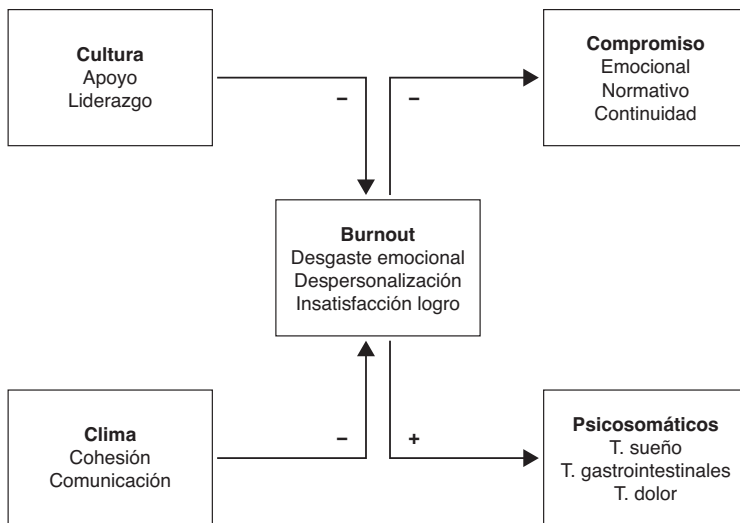 Cultura
Apoyo
Liderazgo
–
–
Compromiso
Emocional
Normativo
Continuidad
Burnout
Desgaste emocional
Despersonalización
Insatisfacción logro
Clima
Cohesión
Comunicación
–
+
Psicosomáticos
T. sueño
T. gastrointestinales
T. dolor